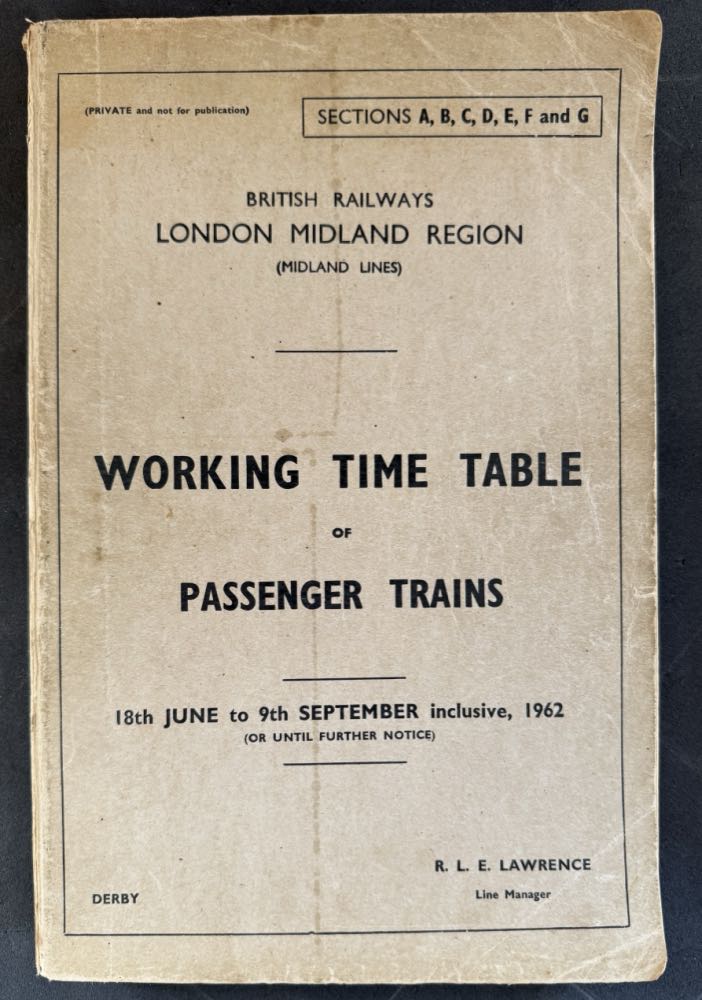 (PRIVATE and not for publication)
SECTIONS A, B, C, D, E, F and G
BRITISH RAILWAYS
LONDON MIDLAND REGION
(MIDLAND LINES)
WORKING TIME TABLE
OF
PASSENGER TRAINS
18th JUNE to 9th SEPTEMBER inclusive, 1962
(OR UNTIL FURTHER NOTICE)
R. L. E. LAWRENCE
Line Manager
DERBY